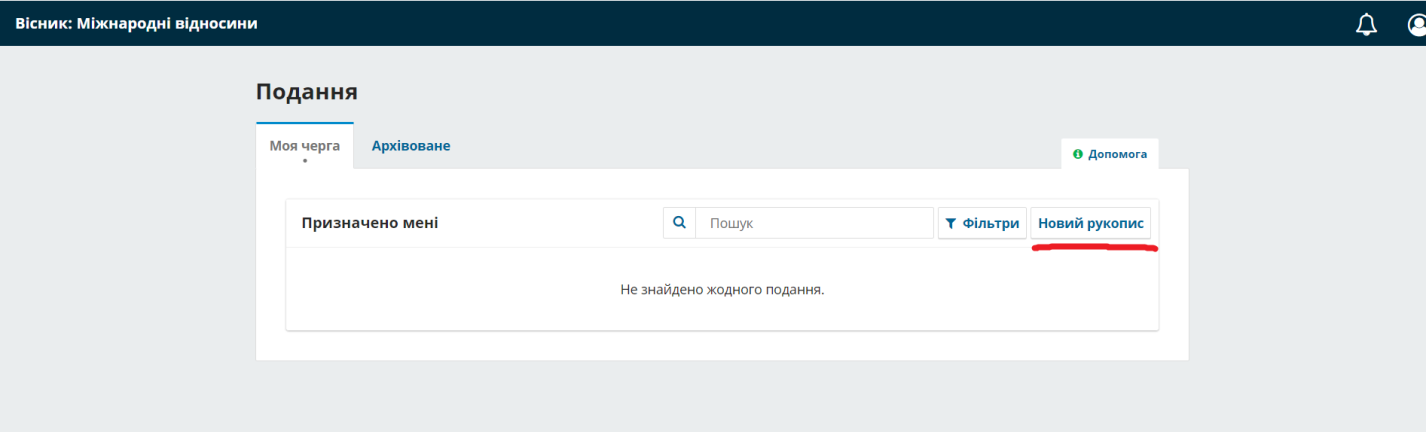 Вісник: Міжнародні відносини
Подання
Моя черга Архівоване
Допомога
Призначено мені Пошук Фільтри Новий рукопис
Не знайдено жодного подання.